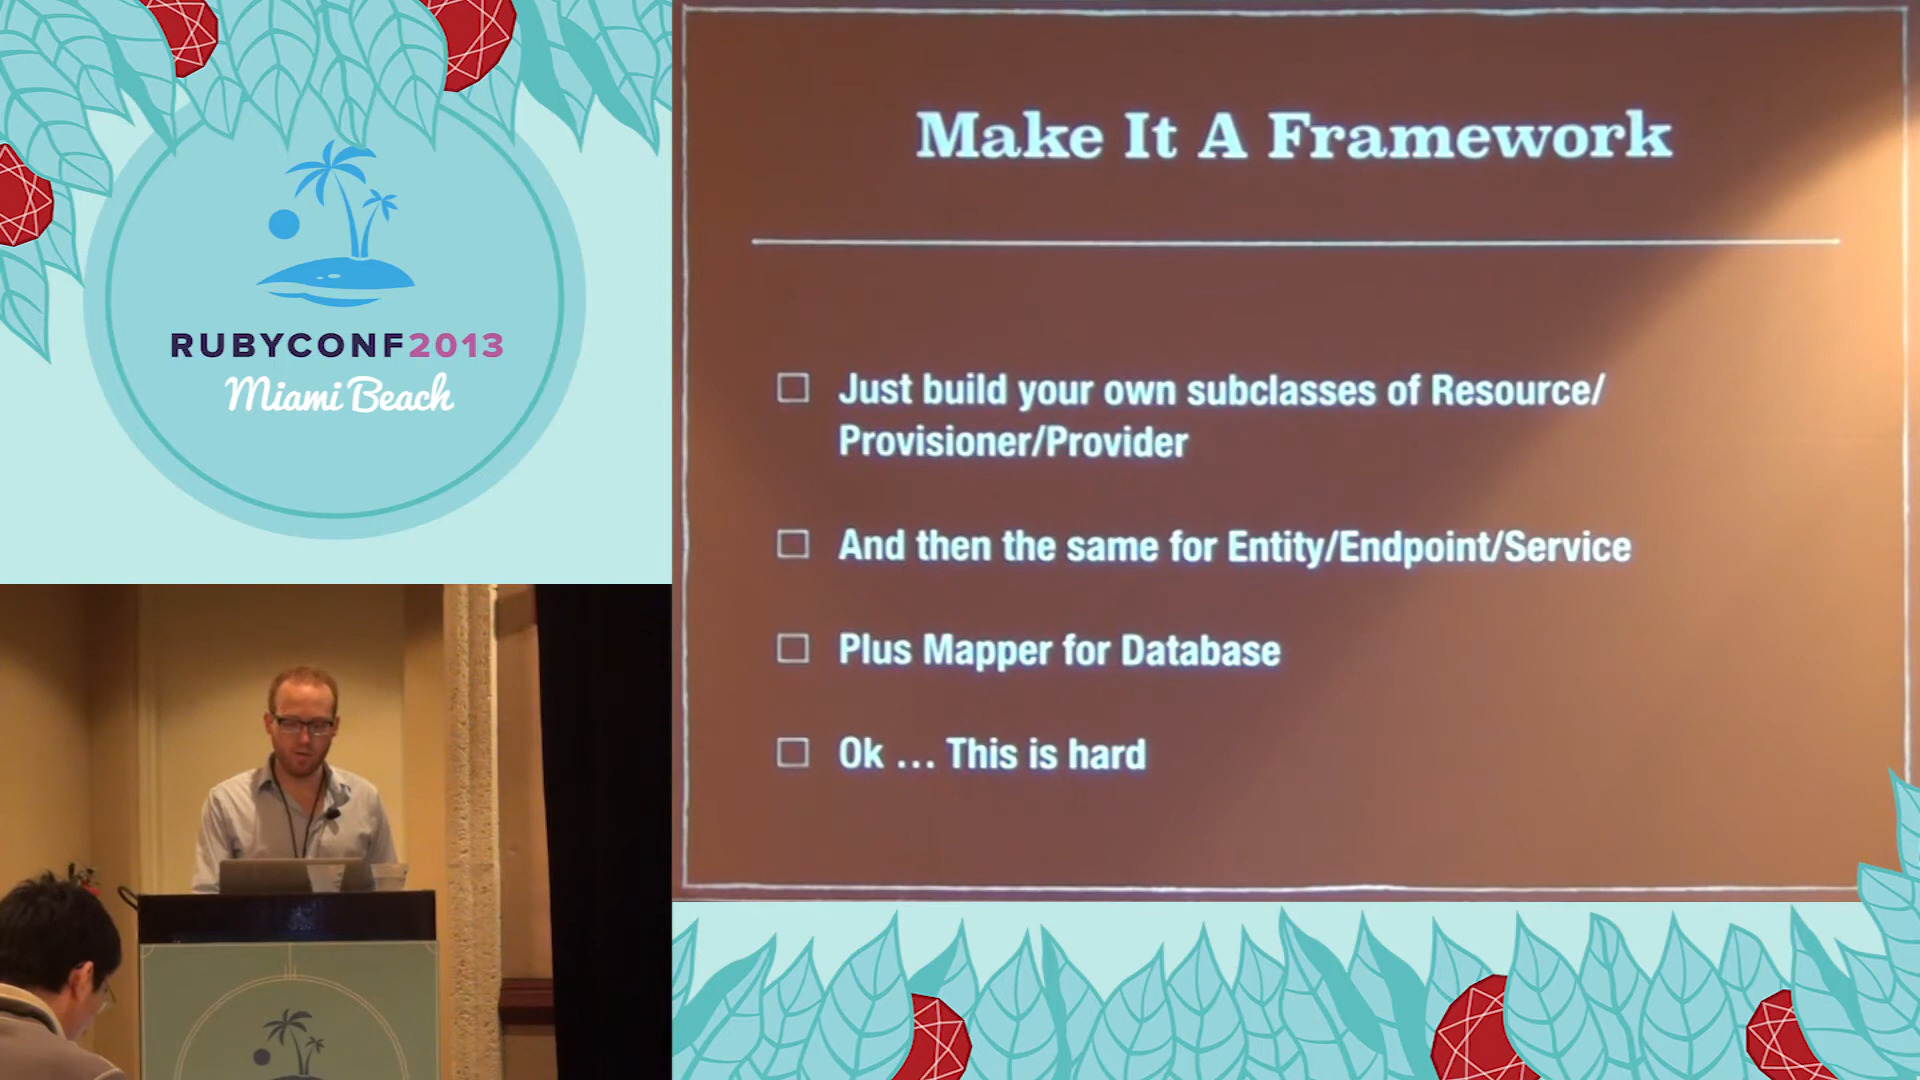 RUBYCONF2013
Miami Beach
Make It A Framework
Just build your own subclasses of Resource/
Provisioner/Provider
And then the same for Entity/Endpoint/Service
Plus Mapper for Database
Ok ... This is hard